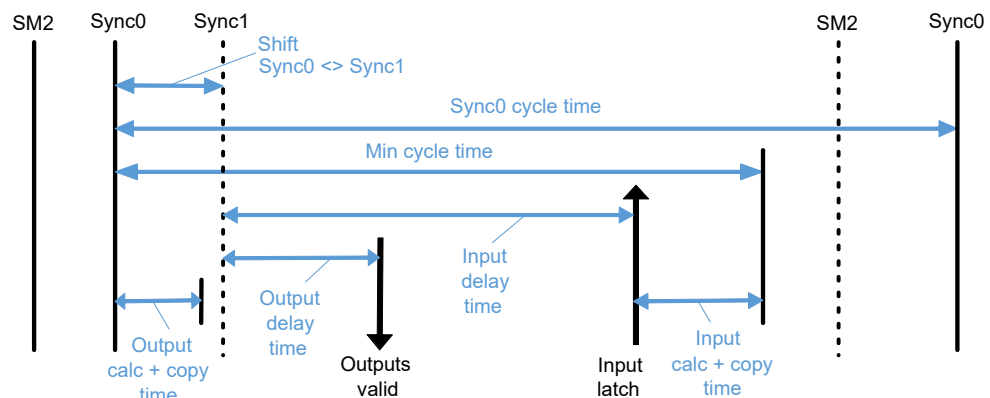 SM2
Sync0
Sync1
SM2
Sync0
Shift
Sync0 <> Sync1
Sync0 cycle time
Min cycle time
Input
delay
time
Output
delay
time
Output
calc + copy
time
Outputs
valid
Input
latch
Input
calc + copy
time